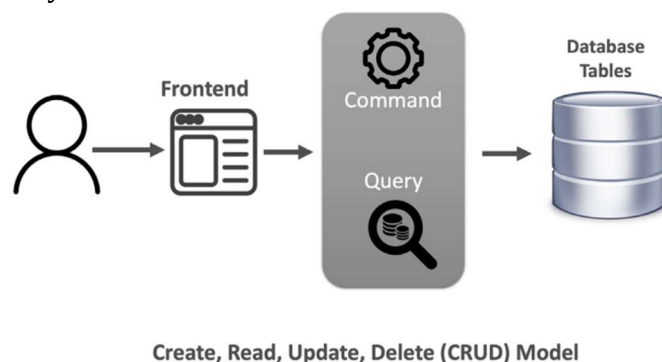 Frontend
Command
Query
Database
Tables
Create, Read, Update, Delete (CRUD) Model